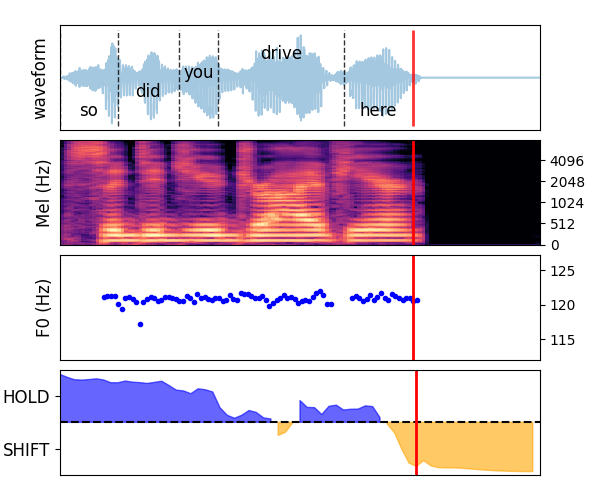 waveform
so
did
you
drive
here
Mel (Hz)
4096
2048
1024
512
0
F0 (Hz)
125
120
115
HOLD
SHIFT